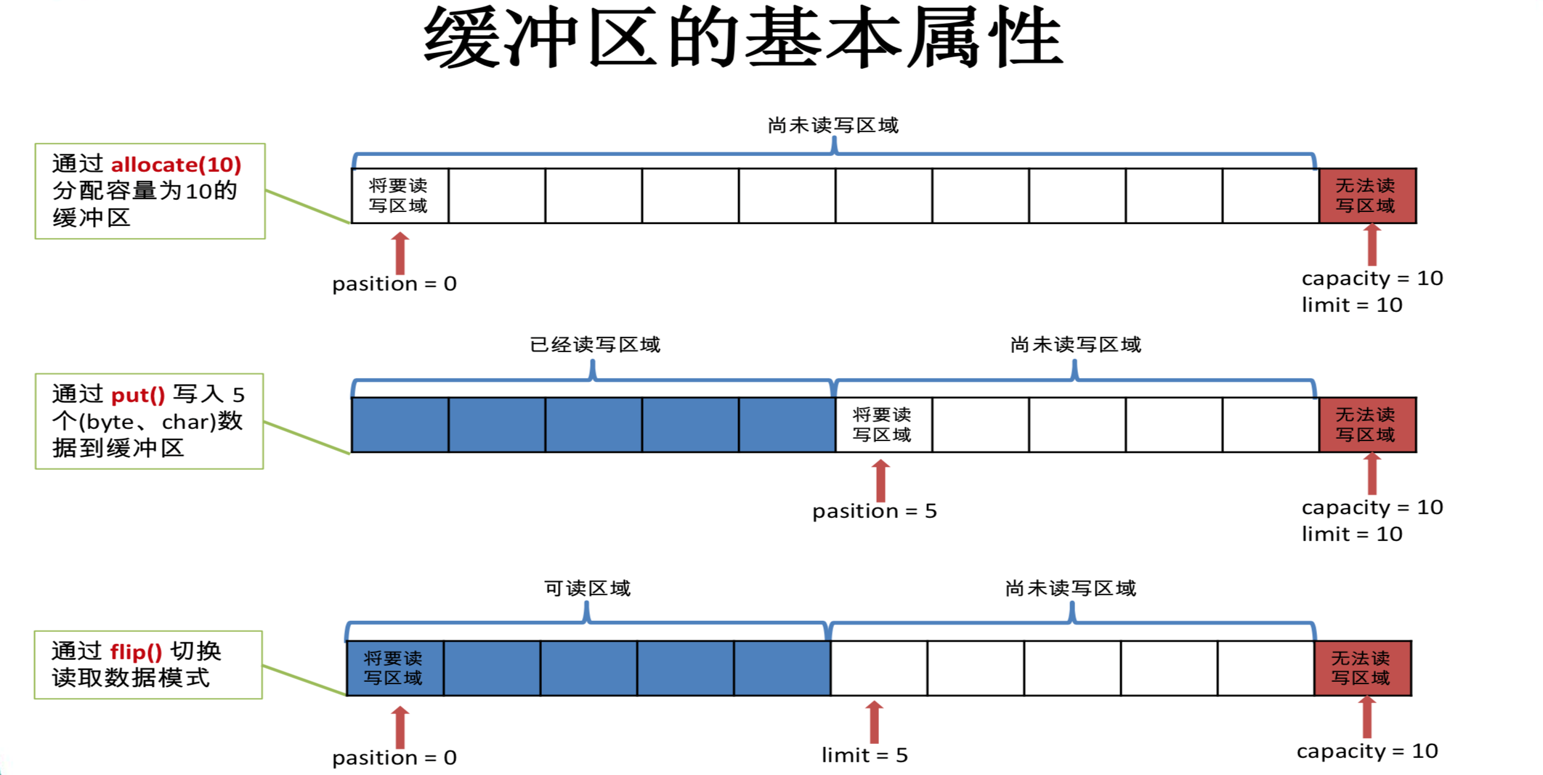 缓冲区的基本属性
尚未读写区域
通过 allocate(10)
分配容量为10的
缓冲区
将要读
写区域
无法读
写区域
pasition = 0
capacity = 10
limit = 10
已经读写区域
尚未读写区域
通过 put() 写入 5
个(byte、char)数
据到缓冲区
将要读
写区域
无法读
写区域
pasition = 5
capacity = 10
limit = 10
可读区域
尚未读写区域
通过 flip() 切换
读取数据模式
将要读
写区域
无法读
写区域
pasition = 0
limit = 5
capacity = 10